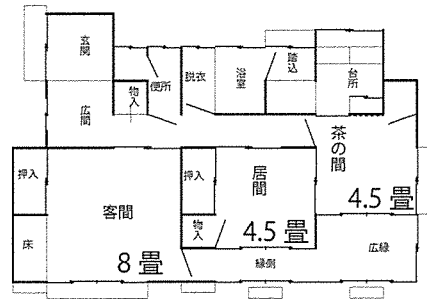 玄関
便所
脱衣
浴室
踏込
台所
広間
物入
茶の間
押入
客間
押入
居間
4.5 畳
物入
4.5 畳
床
8 畳
縁側
広縁